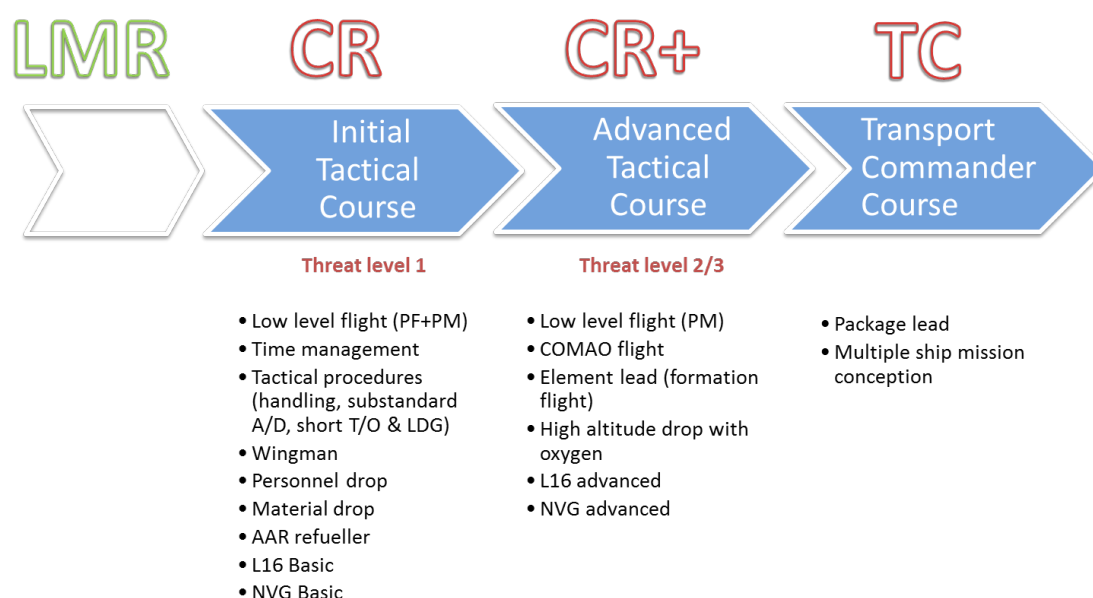 LMR
CR
CR+
TC
Initial
Tactical
Course
Advanced
Tactical
Course
Transport
Commander
Course
Threat level 1
Threat level 2/3
• Low level flight (PF+PM)
• Time management
• Tactical procedures
(handling, substandard
A/D, short T/O & LDG)
• Wingman
• Personnel drop
• Material drop
• AAR refueller
• L16 Basic
• NVG Basic
• Low level flight (PM)
• COMAO flight
• Element lead (formation
flight)
• High altitude drop with
oxygen
• L16 advanced
• NVG advanced
• Package lead
• Multiple ship mission
conception